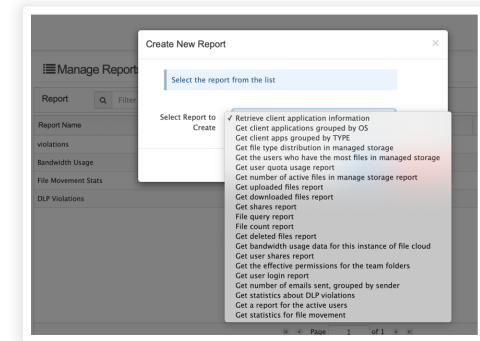 Create New Report
Manage Report
Select the report from the list
Report
Filter
Select Report to
Create
Report Name
violations
Bandwidth Usage
File Movement Stats
DLP Violations
✓ Retrieve client application information
Get client applications grouped by OS
Get client apps grouped by TYPE
Get file type distribution in managed storage
Get the users who have the most files in managed storage
Get user quota usage report
Get number of active files in manage storage report
Get uploaded files report
Get downloaded files report
Get shares report
File query report
File count report
Get deleted files report
Get bandwidth usage data for this instance of file cloud
Get user shares report
Get the effective permissions for the team folders
Get user login report
Get number of emails sent, grouped by sender
Get statistics about DLP violations
Get a report for the active users
Get statistics for file movement
Page 1 of 1